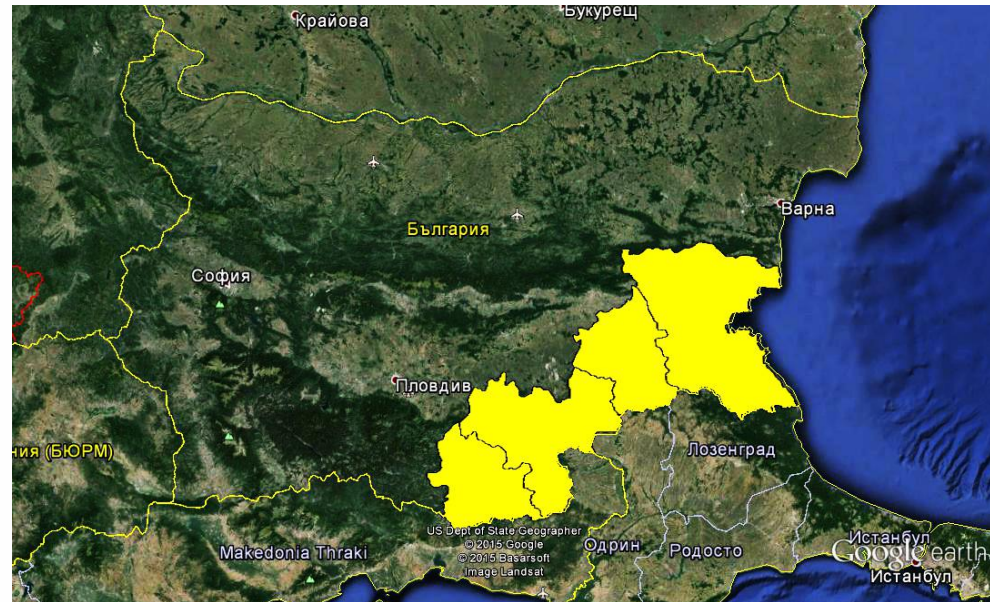 Крайова
Букурещ
Варна
България
София
Пловдив
ния (БЮРМ)
Лозенград
US Dept of State Geographer
© 2015 Google
© 2015 Basarsoft
Image Landsat
Makedonia Thraki
Одрин
Родосто
Истанбул
Google earth
Истанбул